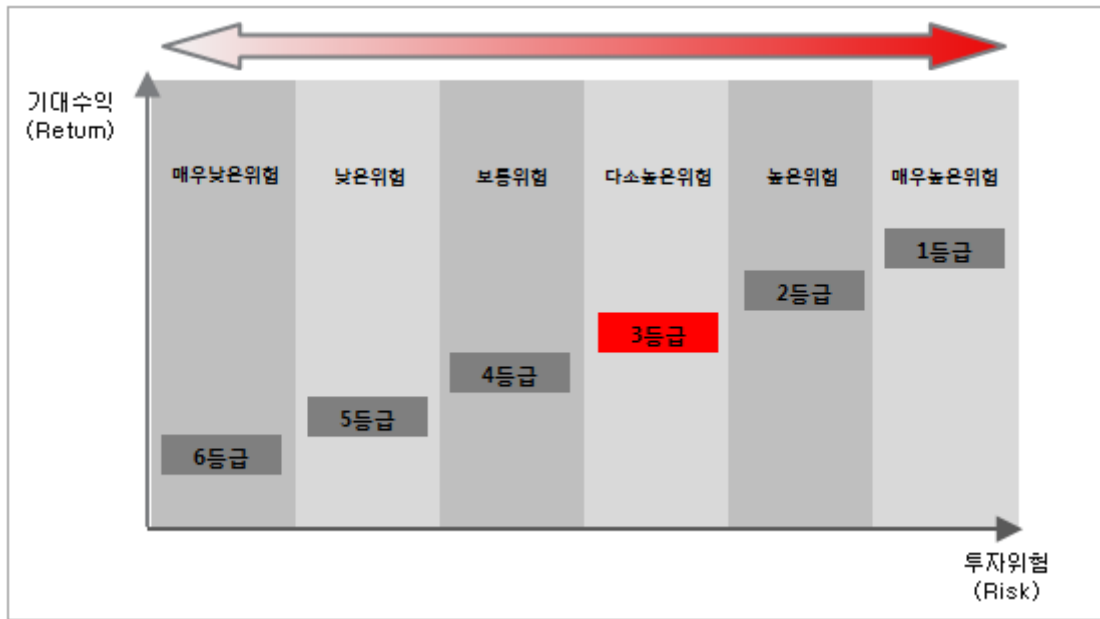 기대수익
(Retum)
매우낮은위험
낮은위험
보통위험
다소높은위험
높은위험
매우높은위험
1등급
2등급
3등급
4등급
5등급
6등급
투자위험
(Risk)